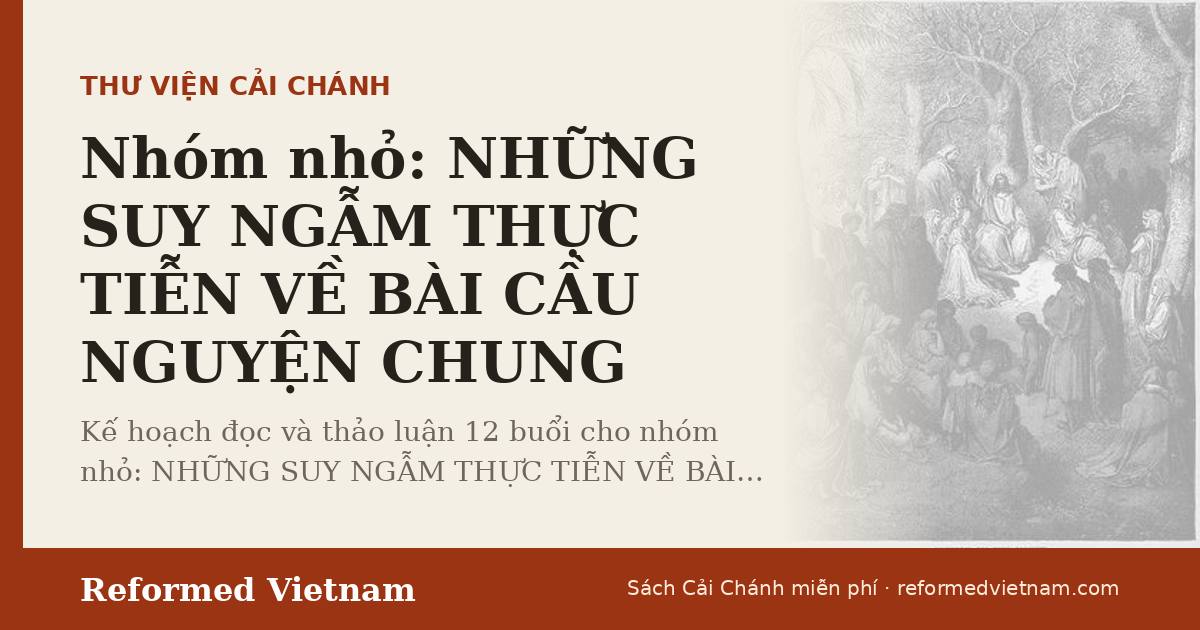 THƯ VIỆN CẢI CHÁNH
Nhóm nhỏ: NHỮNG
SUY NGẪM THỰC
TIỄN VỀ BÀI CẦU
NGUYỆN CHUNG
Kế hoạch đọc và thảo luận 12 buổi cho nhóm
nhỏ: NHỮNG SUY NGẪM THỰC TIỄN VỀ BÀI...
Reformed Vietnam
Sách Cải Chánh miễn phí · reformedvietnam.com